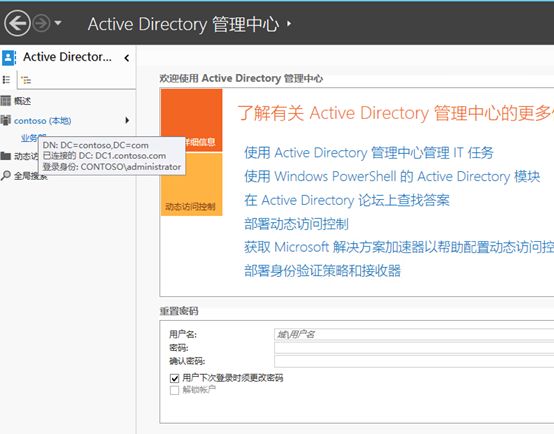 Active Directory 管理中心
Active Director...
概述
contoso (本地)
业务部
DN: DC=contoso,DC=com
已连接的 DC: DC1.contoso.com
登录身份: CONTOSO\administrator
动态访
全局搜索
欢迎使用 Active Directory 管理中心
详细信息
动态访问控制
了解有关 Active Directory 管理中心的更多
使用 Active Directory 管理中心管理 IT 任务
使用 Windows PowerShell 的 Active Directory 模块
在 Active Directory 论坛上查找答案
部署动态访问控制
获取 Microsoft 解决方案加速器以帮助配置动态访问控
部署身份验证策略和接收器
重置密码
用户名:
域\用户名
密码:
确认密码:
用户下次登录时须更改密码
解锁帐户